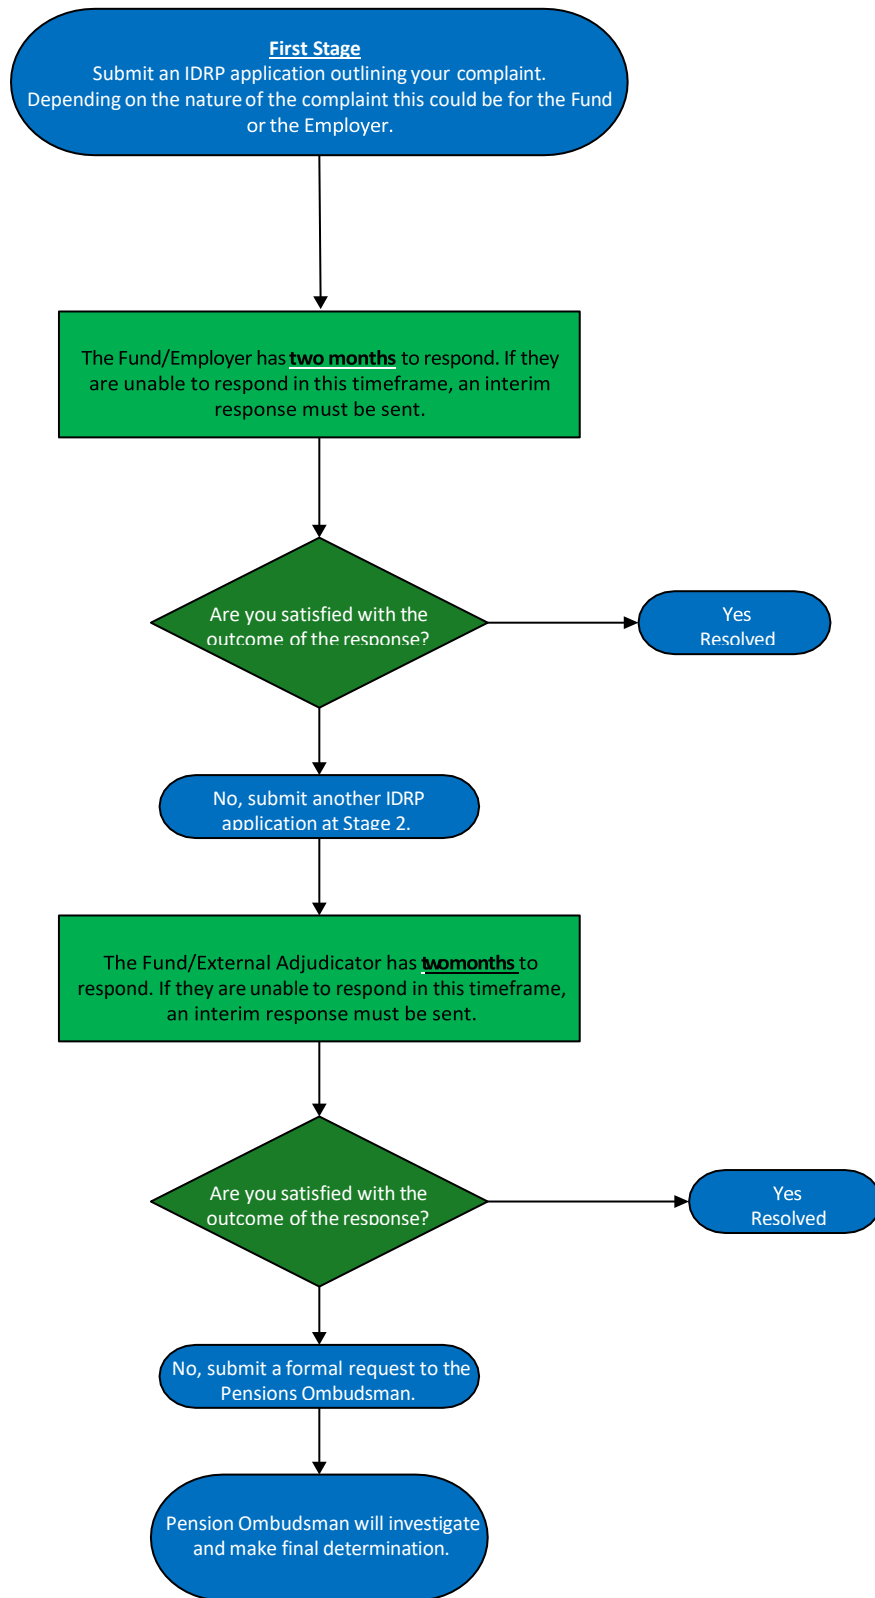 First Stage
Submit an IDRP application outlining your complaint.
Depending on the nature of the complaint this could be for the Fund
or the Employer.
The Fund/Employer has two months to respond. If they
are unable to respond in this timeframe, an interim
response must be sent.
Are you satisfied with the
outcome of the response?
Yes
Resolved
No, submit another IDRP
application at Stage 2.
The Fund/External Adjudicator has twomonths to
respond. If they are unable to respond in this timeframe,
an interim response must be sent.
Are you satisfied with the
outcome of the response?
Yes
Resolved
No, submit a formal request to the
Pensions Ombudsman.
Pension Ombudsman will investigate
and make final determination.